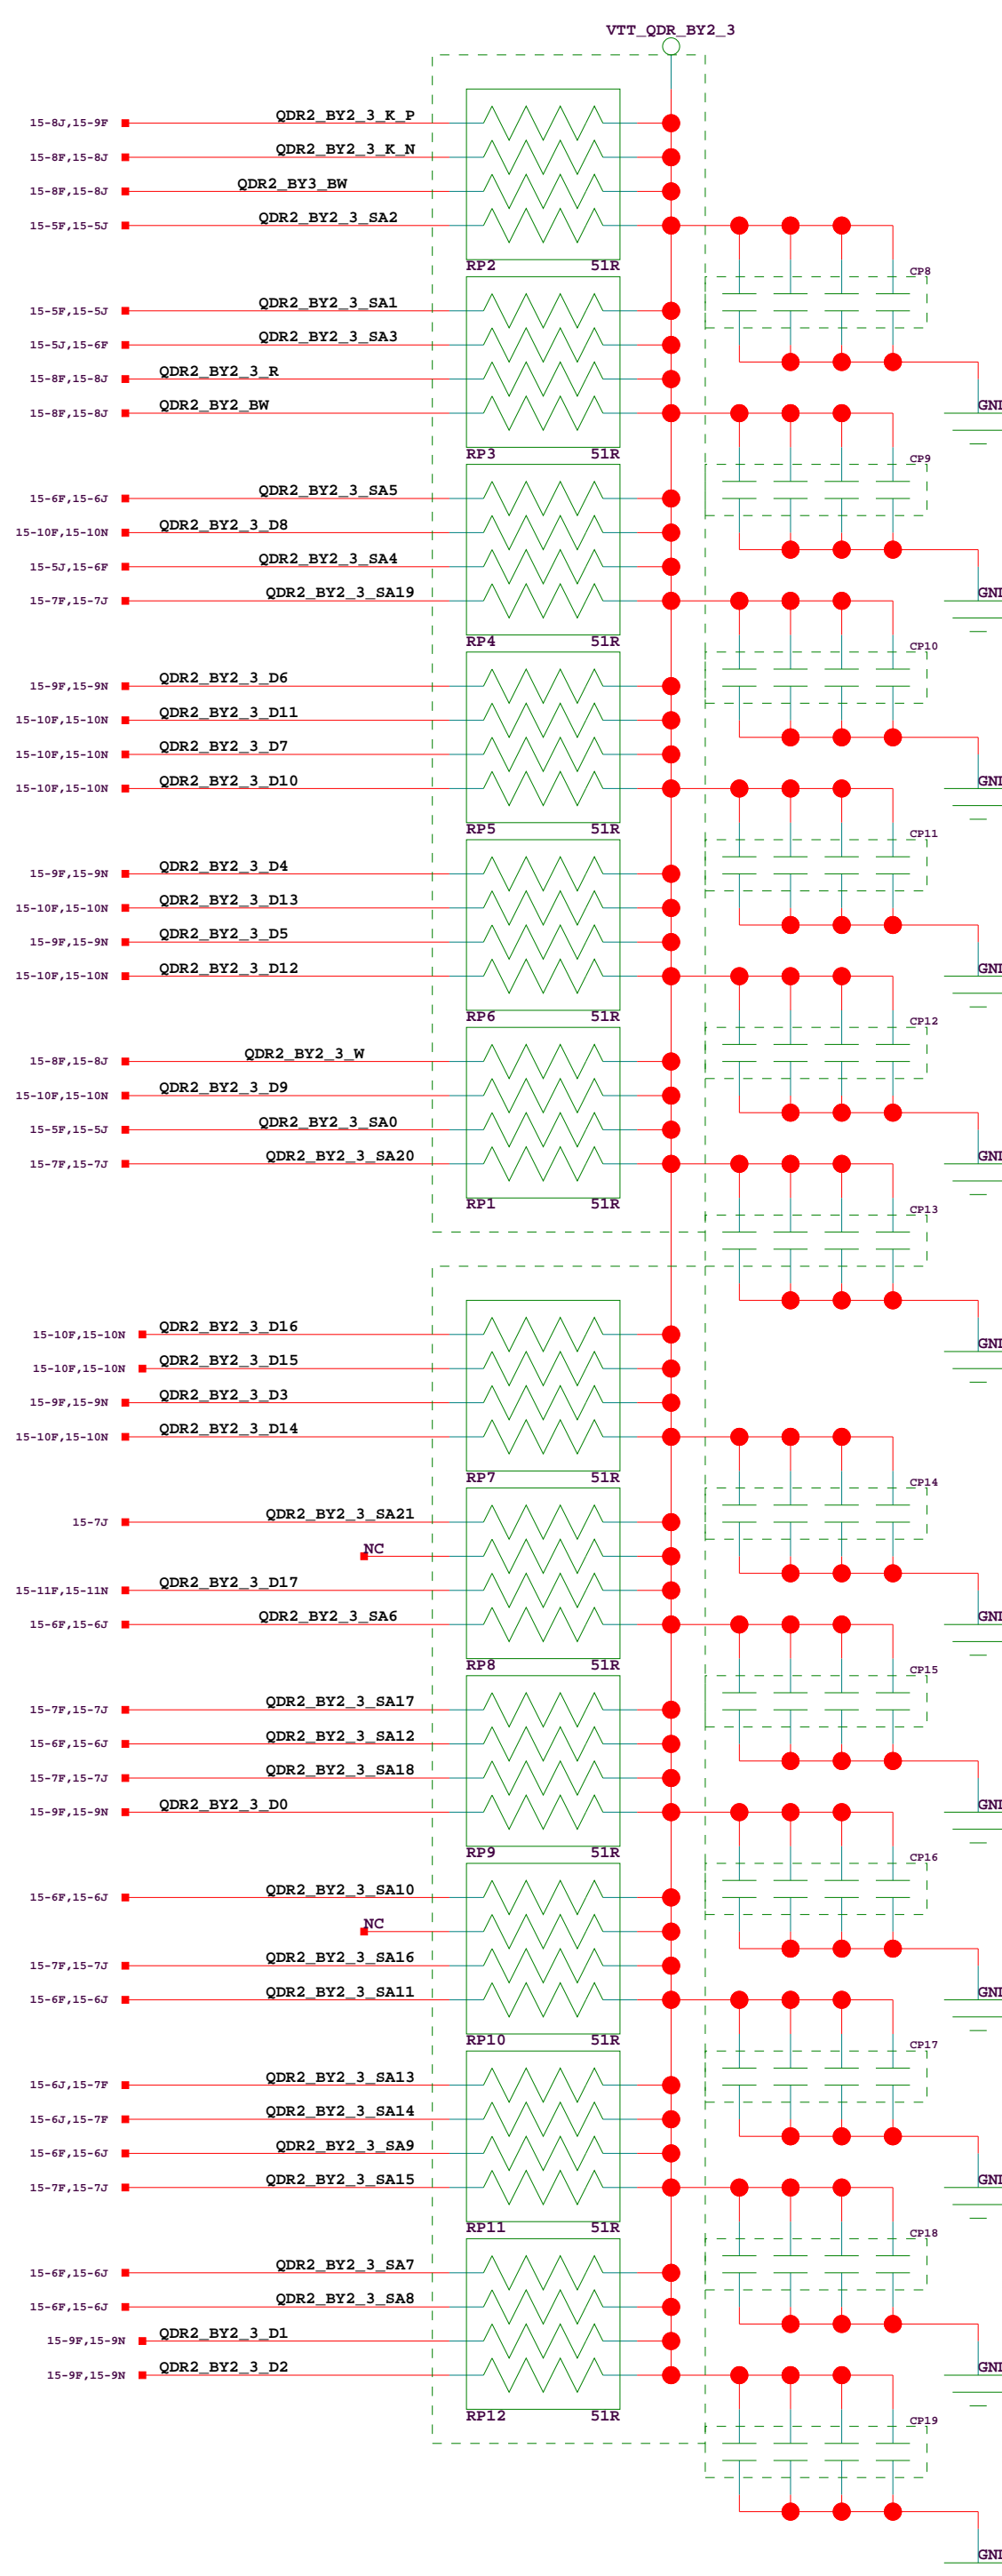 VTT_QDR_BY2_3
15-8J,15-9F QDR2_BY2_3_K_P
15-8F,15-8J QDR2_BY2_3_K_N
15-8F,15-8J QDR2_BY3_BW
15-5F,15-5J QDR2_BY2_3_SA2
RP2 51R
CP8
15-5F,15-5J QDR2_BY2_3_SA1
15-5J,15-6F QDR2_BY2_3_SA3
15-8F,15-8J QDR2_BY2_3_R
15-8F,15-8J QDR2_BY2_BW
GND
RP3 51R
CP9
15-6F,15-6J QDR2_BY2_3_SA5
15-10F,15-10N QDR2_BY2_3_D8
15-5J,15-6F QDR2_BY2_3_SA4
15-7F,15-7J QDR2_BY2_3_SA19
GND
RP4 51R
CP10
15-9F,15-9N QDR2_BY2_3_D6
15-10F,15-10N QDR2_BY2_3_D11
15-10F,15-10N QDR2_BY2_3_D7
15-10F,15-10N QDR2_BY2_3_D10
GND
RP5 51R
CP11
15-9F,15-9N QDR2_BY2_3_D4
15-10F,15-10N QDR2_BY2_3_D13
15-9F,15-9N QDR2_BY2_3_D5
15-10F,15-10N QDR2_BY2_3_D12
GND
RP6 51R
CP12
15-8F,15-8J QDR2_BY2_3_W
15-10F,15-10N QDR2_BY2_3_D9
15-5F,15-5J QDR2_BY2_3_SA0
15-7F,15-7J QDR2_BY2_3_SA20
GND
RP1 51R
CP13
15-10F,15-10N QDR2_BY2_3_D16
GND
15-10F,15-10N QDR2_BY2_3_D15
15-9F,15-9N QDR2_BY2_3_D3
15-10F,15-10N QDR2_BY2_3_D14
RP7 51R
CP14
15-7J QDR2_BY2_3_SA21
NC
15-11F,15-11N QDR2_BY2_3_D17
15-6F,15-6J QDR2_BY2_3_SA6
GND
RP8 51R
CP15
15-7F,15-7J QDR2_BY2_3_SA17
15-6F,15-6J QDR2_BY2_3_SA12
15-7F,15-7J QDR2_BY2_3_SA18
15-9F,15-9N QDR2_BY2_3_D0
GND
RP9 51R
CP16
15-6F,15-6J QDR2_BY2_3_SA10
NC
15-7F,15-7J QDR2_BY2_3_SA16
15-6F,15-6J QDR2_BY2_3_SA11
GND
RP10 51R
CP17
15-6J,15-7F QDR2_BY2_3_SA13
15-6J,15-7F QDR2_BY2_3_SA14
15-6F,15-6J QDR2_BY2_3_SA9
15-7F,15-7J QDR2_BY2_3_SA15
GND
RP11 51R
CP18
15-6F,15-6J QDR2_BY2_3_SA7
15-6F,15-6J QDR2_BY2_3_SA8
15-9F,15-9N QDR2_BY2_3_D1
15-9F,15-9N QDR2_BY2_3_D2
GND
RP12 51R
CP19
GND